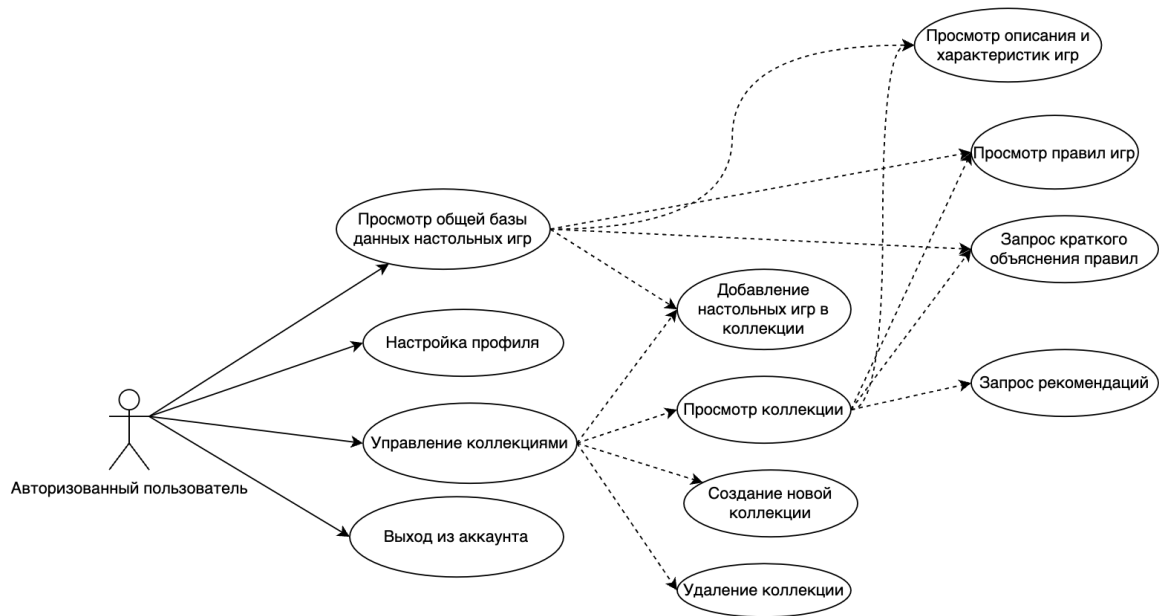 Просмотр описания и
характеристик игр
Просмотр правил игр
Просмотр общей базы
данных настольных игр
Запрос краткого
объяснения правил
Добавление
настольных игр в
коллекции
Настройка профиля
Запрос рекомендаций
Просмотр коллекции
Управление коллекциями
Авторизованный пользователь
Создание новой
коллекции
Выход из аккаунта
Удаление коллекции